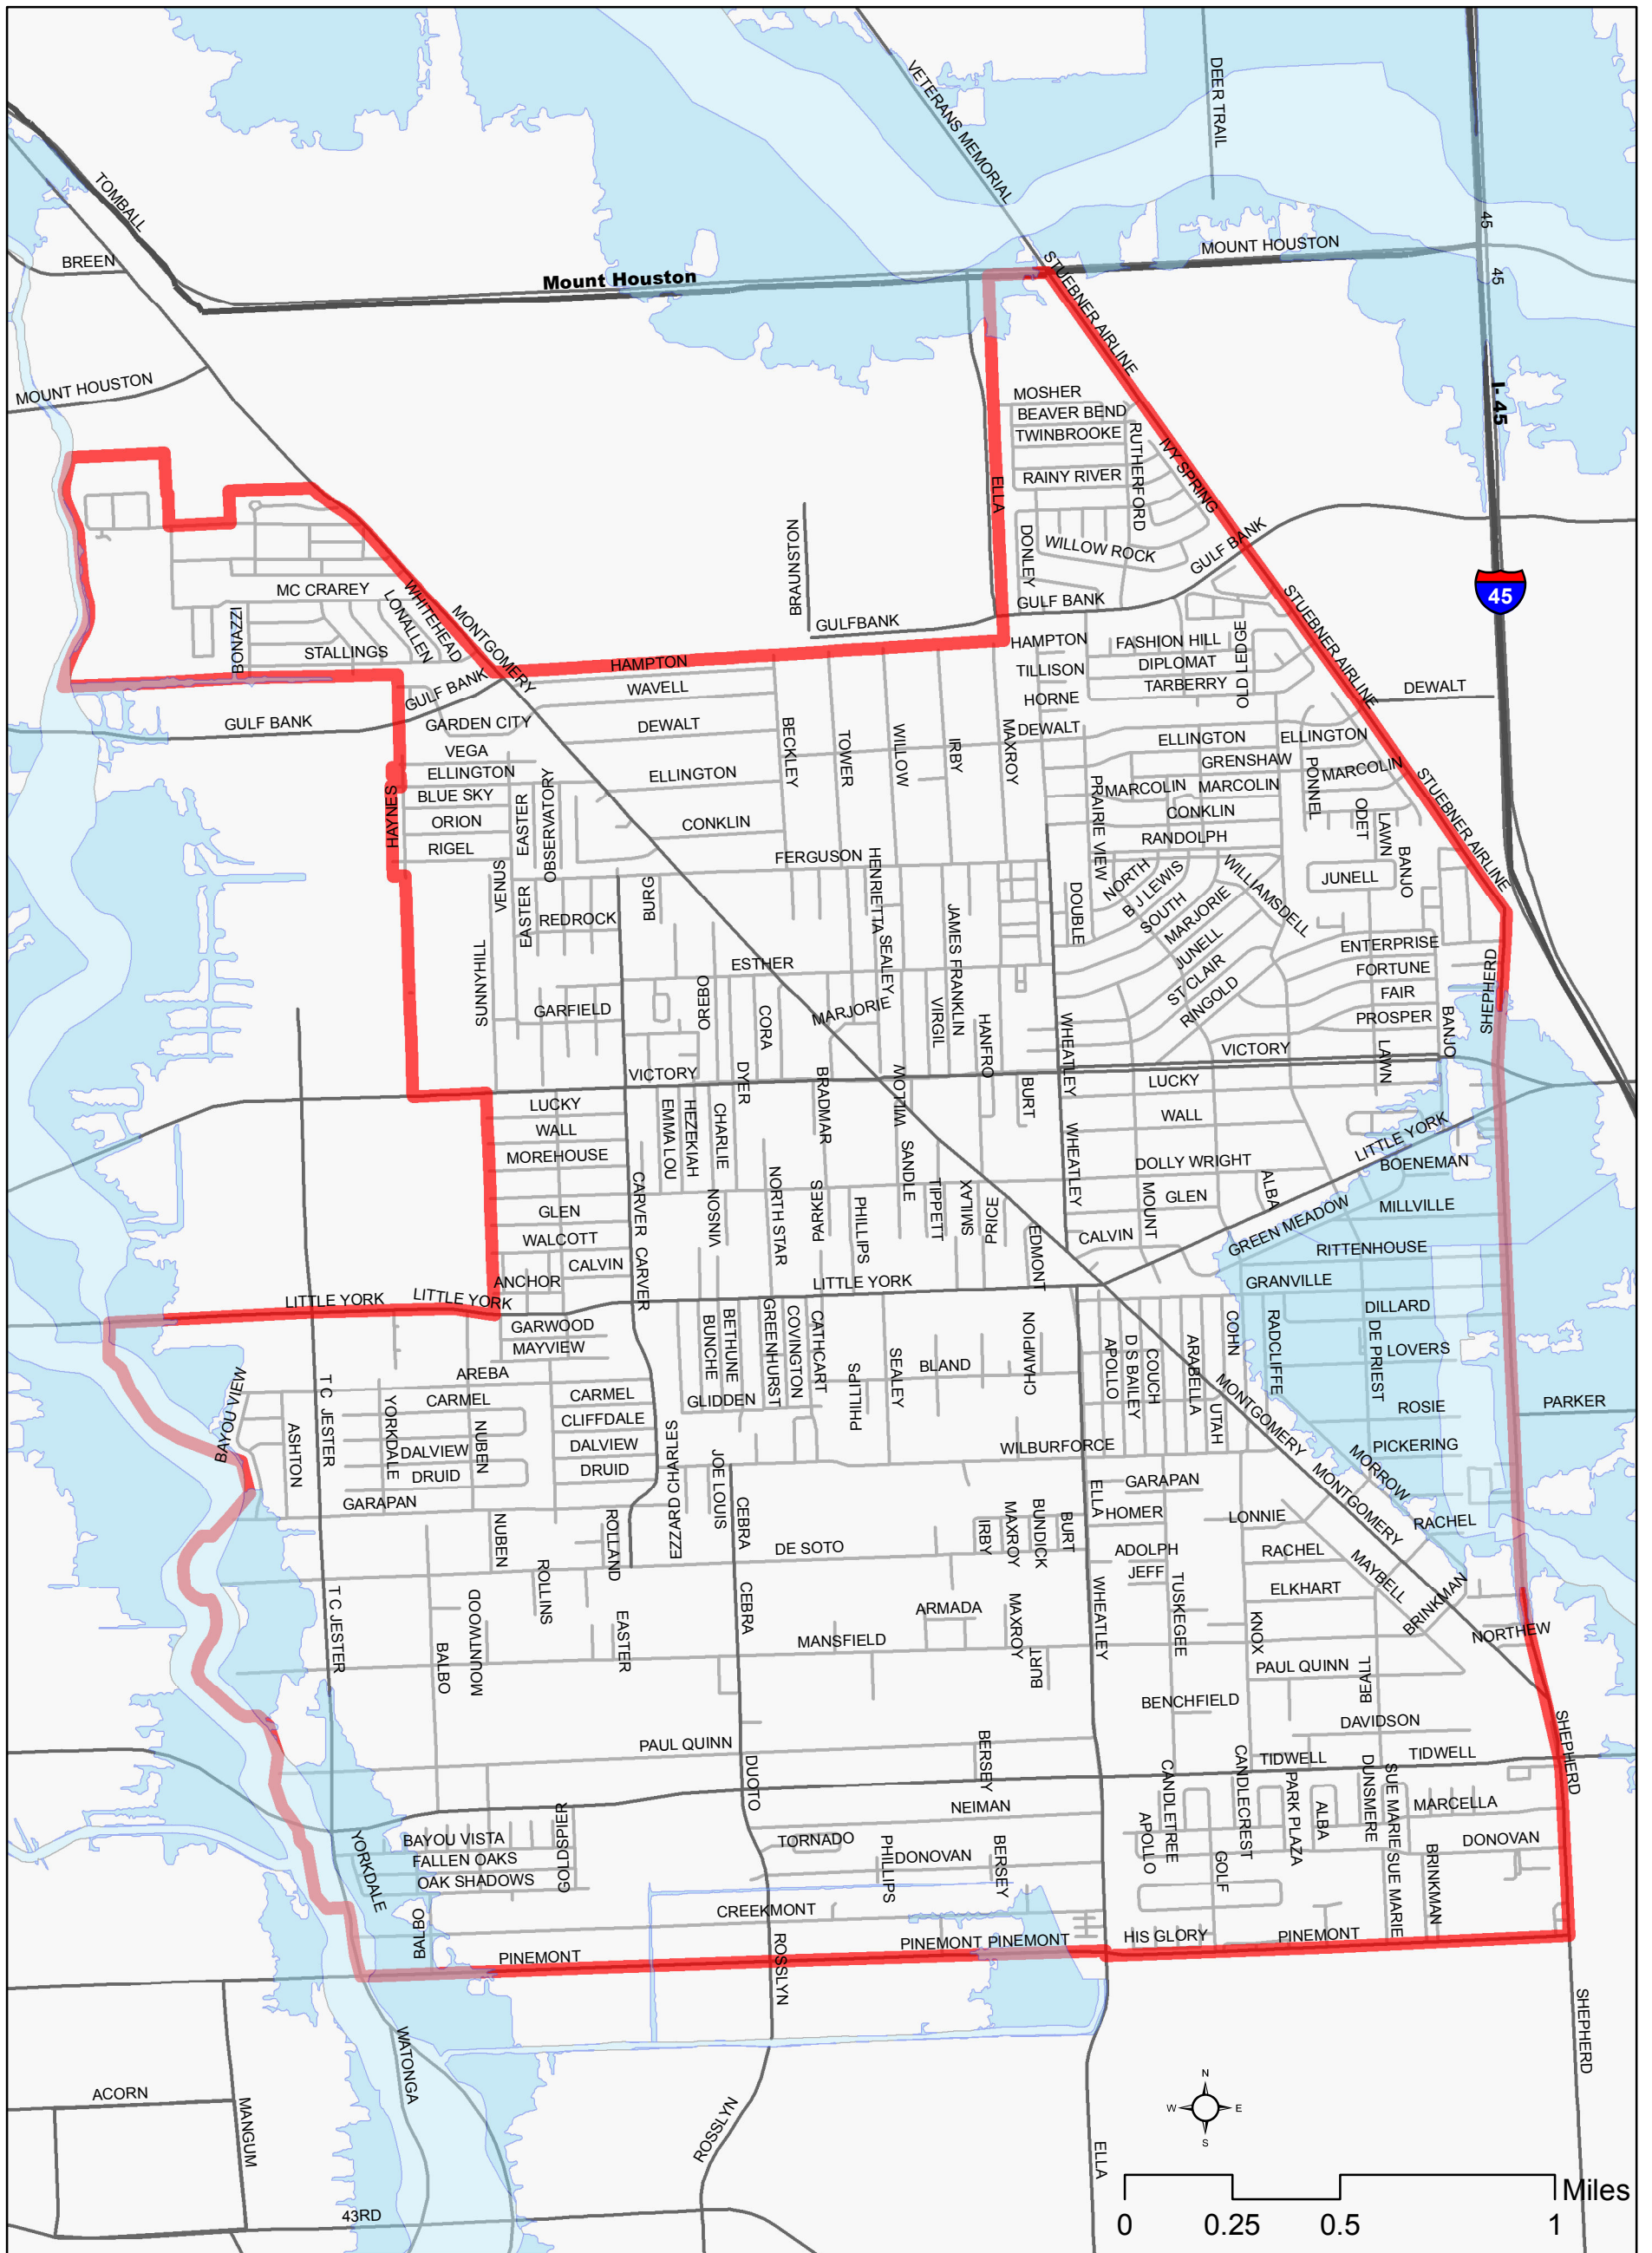 VETERANS MEMORIAL
DEER TRAIL
TOMBALL
BREEN
45
MOUNT HOUSTON
STUEBNER AIRLINE
45
Mount Houston
MOUNT HOUSTON
I- 45
MOSHER
BEAVER BEND
TWINBROOKE
RUTHERFORD
IVY SPRING
RAINY RIVER
ELLA
BRAUNSTON
DONLEY
WILLOW ROCK
GULF BANK
45
MC CRAREY
WHITEHEAD
LONALLEN
MONTGOMERY
BONAZZI
STALLINGS
GULFBANK
GULF BANK
STUEBNER AIRLINE
HAMPTON
FASHION HILL
OLD LEDGE
HAMPTON
TILLISON
DIPLOMAT
TARBERRY
DEWALT
GULF BANK
WAVELL
HORNE
GULF BANK
GARDEN CITY
DEWALT
BECKLEY
TOWER
WILLOW
IRBY
MAXROY
DEWALT
ELLINGTON
ELLINGTON
VEGA
ELLINGTON
ELLINGTON
GRENSHAW
MARCOLIN
PONNEL
STUEBNER AIRLINE
BLUE SKY
HAYNES
EASTER
OBSERVATORY
PRAIRIE VIEW
MARCOLIN
MARCOLIN
ORION
CONKLIN
CONKLIN
ODET
LAWN
RIGEL
FERGUSON
RANDOLPH
BANJO
VENUS
BURG
HENRIETTA
NORTH
B J LEWIS
SOUTH
MARJORIE
WILLIAMSDELL
JUNELL
EASTER
REDROCK
DOUBLE
JUNELL
ENTERPRISE
SUNNYHILL
ESTHER
SEALEY
JAMES FRANKLIN
ST CLAIR
RINGOLD
FORTUNE
FAIR
PROSPER
SHEPHERD
GARFIELD
OREBO
CORA
MARJORIE
VIRGIL
HANFRO
WHEATLEY
BANJO
VICTORY
DYER
BRADMAR
WILLOW
BURT
VICTORY
LAWN
LUCKY
LUCKY
WALL
EMMA LOU
HEZEKIAH
CHARLIE
WALL
LITTLE YORK
MOREHOUSE
SANDLE
WHEATLEY
DOLLY WRIGHT
BOENEMAN
CARVER
VINSON
NORTH STAR
PARKES
PHILLIPS
TIPPETT
SMILAX
PRICE
MOUNT
GLEN
ALBA
GREEN MEADOW
MILLVILLE
GLEN
WALCOTT
CALVIN
EDMONT
CALVIN
RITTENHOUSE
ANCHOR
CARVER
LITTLE YORK
GRANVILLE
LITTLE YORK
LITTLE YORK
GARWOOD
MAYVIEW
BUNCHE
BETHUNE
GREENHURST
COVINGTON
CATHCART
CHAMPION
COHN
RADCLIFFE
DILLARD
DE PRIEST
LOVERS
BAYOU VIEW
AREBA
PHILLIPS
SEALEY
BLAND
APOLLO
D S BAILEY
COUCH
ARABELLA
UTAH
MONTGOMERY
PARKER
T C JESTER
CARMEL
CARMEL
GLIDDEN
ROSIE
ASHTON
YORKDALE
NUBEN
CLIFFDALE
DALVIEW
DALVIEW
WILBURFORCE
PICKERING
DRUID
DRUID
EZZARD CHARLES
JOE LOUIS
MORROW
GARAPAN
ELLA
GARAPAN
MONTGOMERY
NUBEN
ROLLAND
CEBRA
IRBY
MAXROY
BUNDICK
BURT
HOMER
LONNIE
RACHEL
DE SOTO
ADOLPH
JEFF
RACHEL
MAYBELL
ROLLINS
T C JESTER
MOUNTWOOD
CEBRA
WHEATLEY
TUSKEGEE
ELKHART
BRINKMAN
EASTER
ARMADA
MAXROY
KNOX
NORTHEW
BALBO
MANSFIELD
BURT
PAUL QUINN
BEALL
BENCHFIELD
SHEPHERD
PAUL QUINN
BERSEY
DAVIDSON
TIDWELL
TIDWELL
DUOTO
CANDLETREE
CANDLECREST
PARK PLAZA
DUNSMERE
SUE MARIE
GOLDSPIER
NEIMAN
ALBA
MARCELLA
BAYOU VISTA
TORNADO
APOLLO
DONOVAN
FALLEN OAKS
PHILLIPS
DONOVAN
BERSEY
GOLF
BRINKMAN
YORKDALE
OAK SHADOWS
SUE MARIE
CREEKMONT
BALBO
PINEMONT
ROSSLYN
PINEMONT
PINEMONT
HIS GLORY
PINEMONT
SHEPHERD
WATONGA
ACORN
MANGUM
ROSSLYN
ELLA
N
W
E
S
43RD
Miles
0
0.25
0.5
1